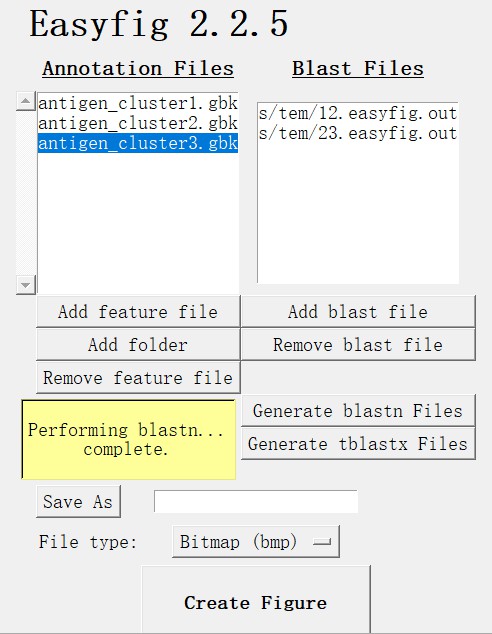 Easyfig 2.2.5
Annotation Files
Blast Files
antigen_cluster1.gbk
antigen_cluster2.gbk
antigen_cluster3.gbk
s/tem/12.easyfig.out
s/tem/23.easyfig.out
Add feature file
Add blast file
Add folder
Remove blast file
Remove feature file
Performing blastn...
complete.
Generate blastn Files
Generate tblastx Files
Save As
File type:
Bitmap (bmp)
Create Figure